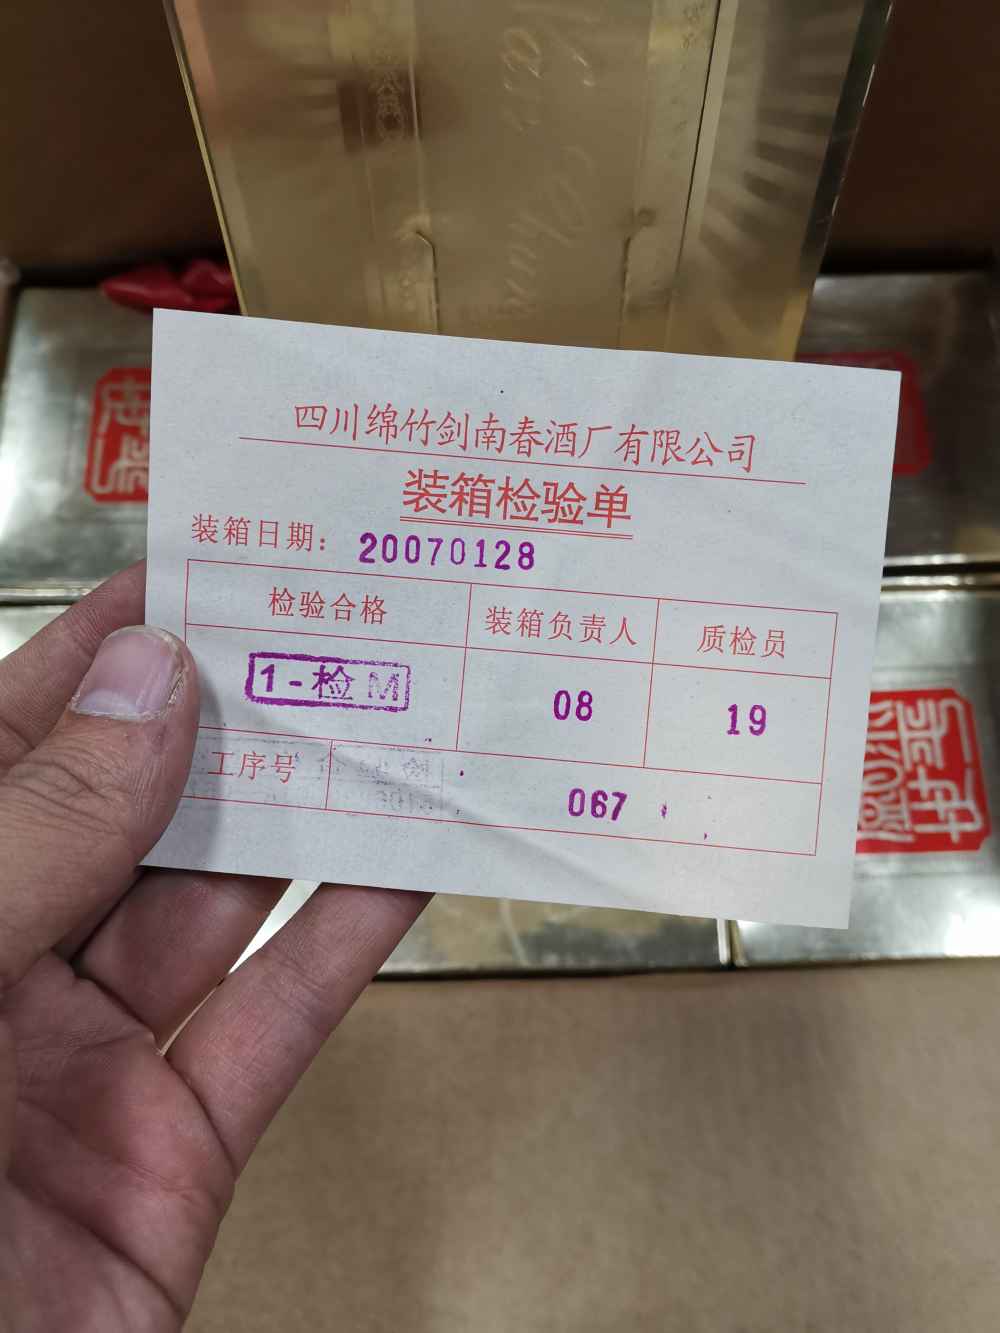 四川绵竹剑南春酒厂有限公司
装箱检验单
装箱日期: 20070128
检验合格 装箱负责人 质检员
1-检 M 08 19
工序号 067